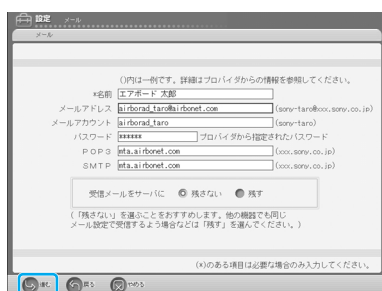 設定 メール
メール
()内は一例です。詳細はプロバイダからの情報を参照してください。
*名前 エアボード 太郎
メールアドレス airborad_taro@airbonet.com (sony-taro@xxx.sony.co.jp)
メールアカウント airborad_taro (sony-taro)
パスワード ****** プロバイダから指定されたパスワード
POP3 mta.airbonet.com (xxx.sony.co.jp)
SMTP mta.airbonet.com (xxx.sony.co.jp)
受信メールをサーバに 残さない 残す
(「残さない」を選ぶことをおすすめします。他の機器でも同じ
メール設定で受信するよう場合などは「残す」を選んでください。)
(*)のある項目は必要な場合のみ入力してください。
進む 戻る やめる